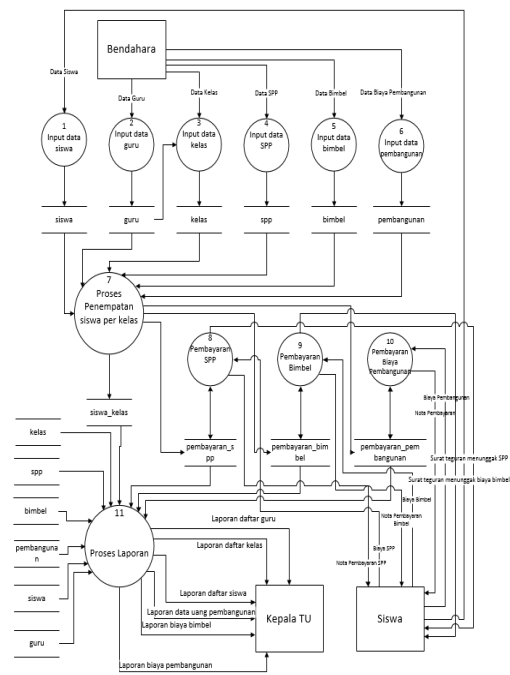 Bendahara
Data Siswa
Data Guru
Data Kelas
Data SPP
Data Bimbel
Data Biaya Pembangunan
1
Input data
siswa
2
Input data
guru
3
Input data
kelas
4
Input data
SPP
5
Input data
bimbel
6
Input data
pembangunan
siswa
guru
kelas
spp
bimbel
pembangunan
7
Proses
Penempatan
siswa per kelas
8
Pembayaran
SPP
9
Pembayaran
Bimbel
10
Pembayaran
Biaya
Pembangunan
Biaya Pembangunan
Nota Pembayaran
siswa_kelas
kelas
pembayaran_s
pp
pembayaran_bim
bel
pembayaran_pem
bangunan
Surat teguran menunggak SPP
Surat teguran menunggak biaya bimbel
spp
Biaya Bimbel
bimbel
11
Proses Laporan
Nota Pembayaran
Bimbel
Laporan daftar guru
Laporan daftar kelas
Biaya SPP
Nota Pembayaran SPP
pembanguna
n
siswa
Laporan daftar siswa
Laporan data uang pembangunan
Laporan biaya bimbel
Kepala TU
Siswa
guru
Laporan biaya pembangunan